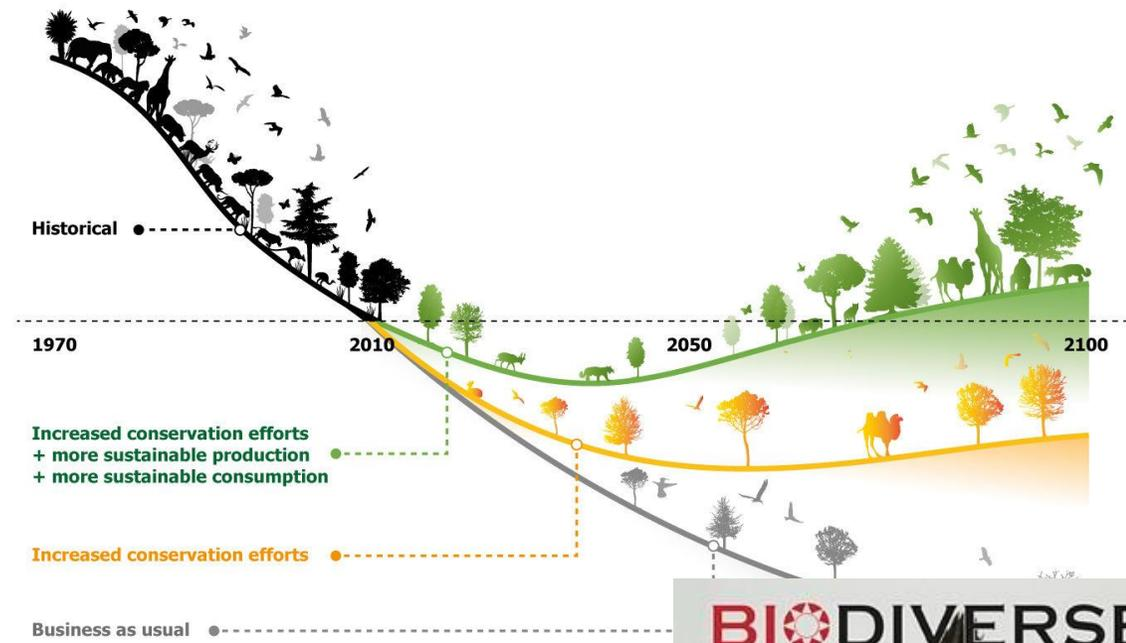 Historical
1970 2010 2050 2100
Increased conservation efforts
+ more sustainable production
+ more sustainable consumption
Increased conservation efforts
Business as usual
BIODIVERSE